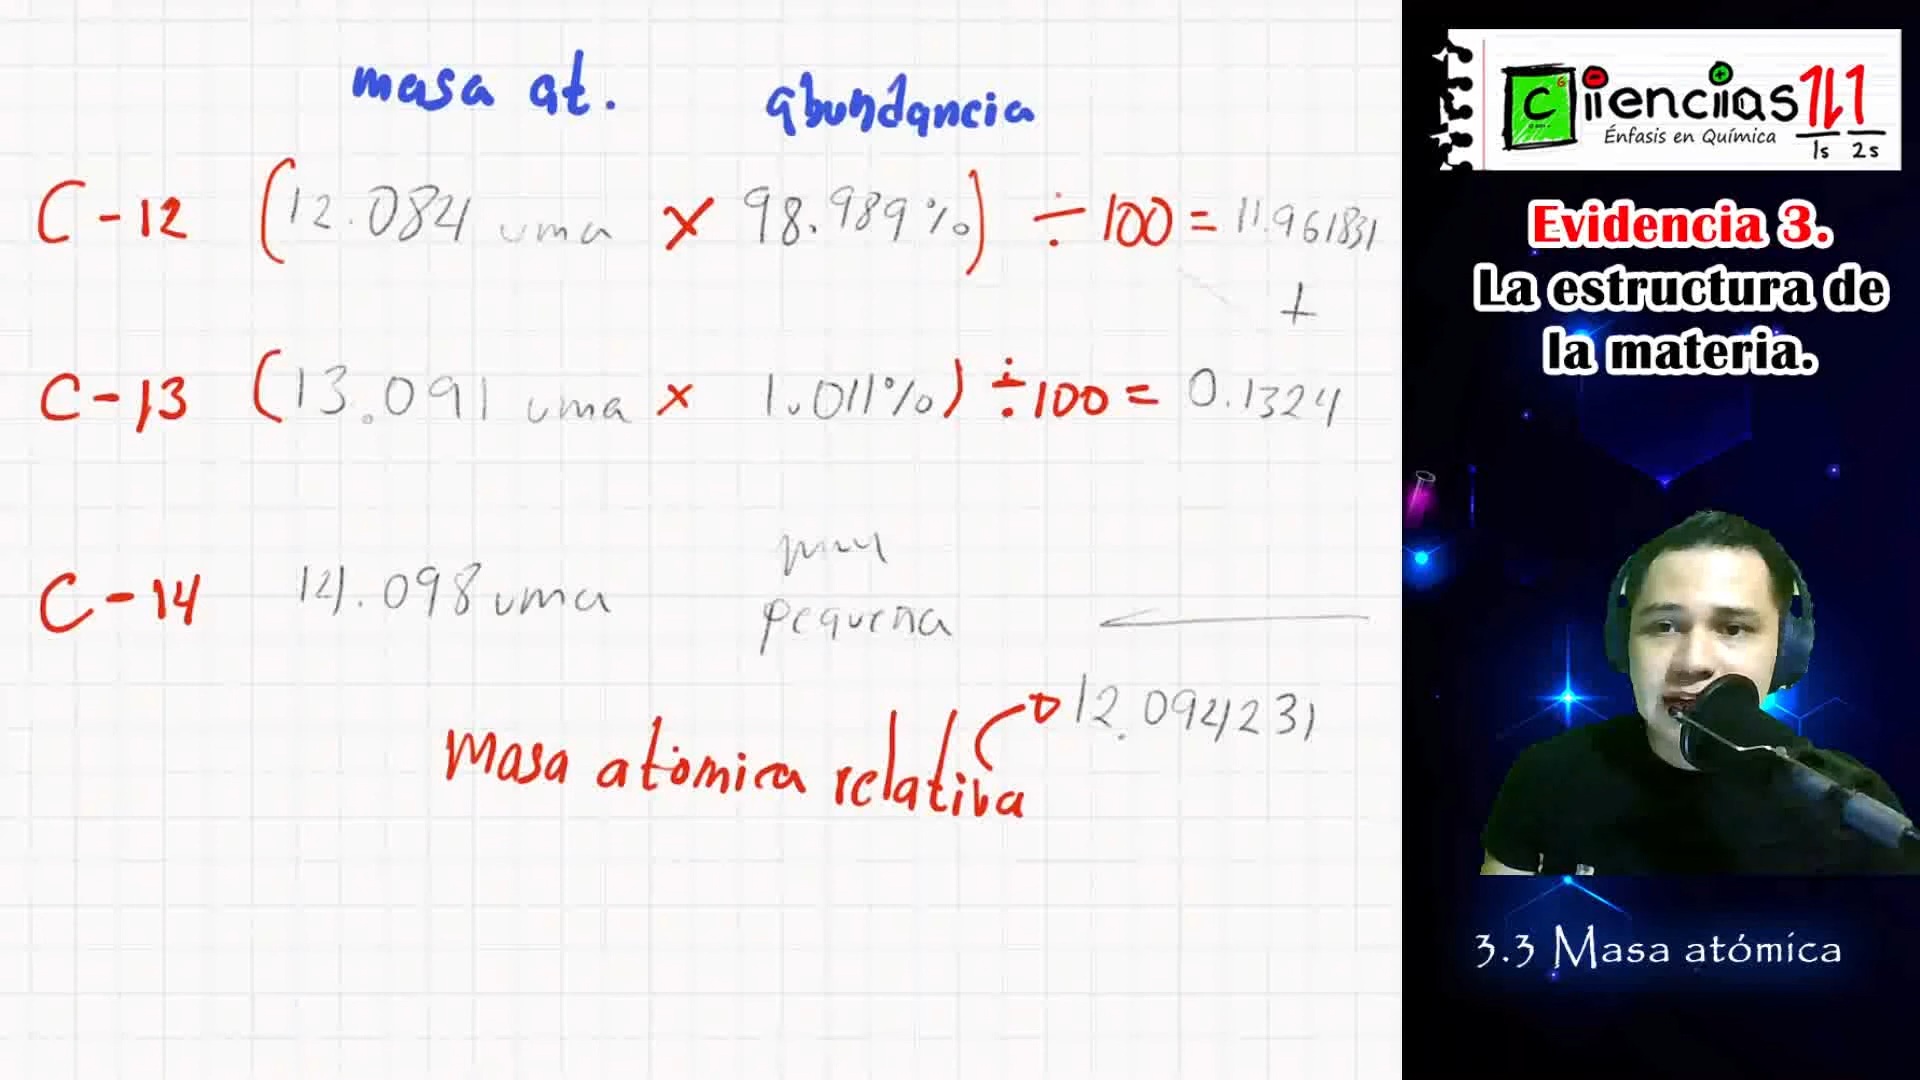 masa at. abundancia
C-12 (12.084 uma × 98.989%) ÷ 100 = 11.961831
+
C-13 (13.091 uma × 1.011%) ÷ 100 = 0.1324
C-14 14.098 uma muy
pequeña
12.094231
Masa atómica relativa
Ciiencias 111
Énfasis en Química 1s 2s
Evidencia 3.
La estructura de
la materia.
3.3 Masa atómica